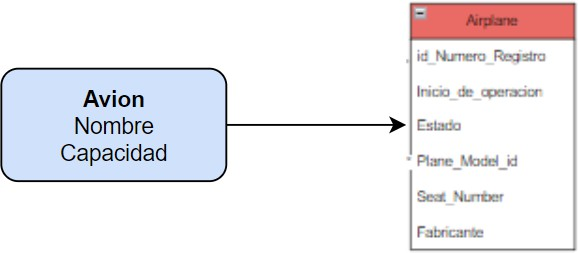 Avion
Nombre
Capacidad
Airplane
id_Numero_Registro
Inicio_de_operacion
Estado
Plane_Model_id
Seat_Number
Fabricante